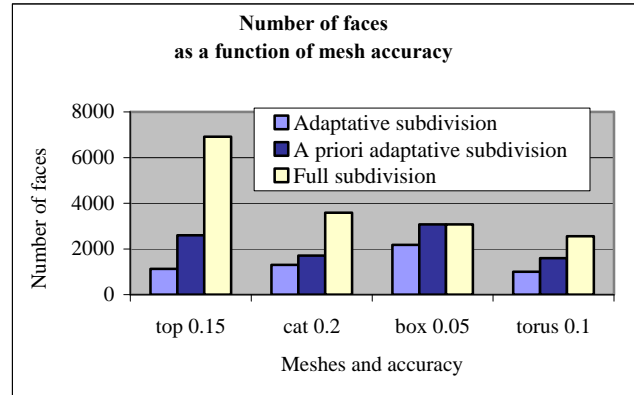 Number of faces
as a function of mesh accuracy
Number of faces
8000
6000
4000
2000
0
Adaptative subdivision
A priori adaptative subdivision
Full subdivision
top 0.15
cat 0.2
box 0.05
torus 0.1
Meshes and accuracy